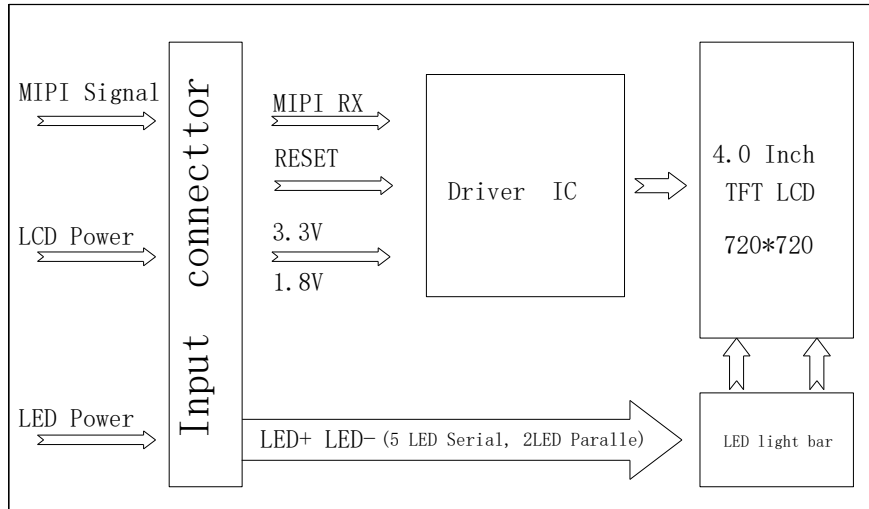 MIPI Signal
LCD Power
LED Power
Input connecttor
MIPI RX
RESET
3.3V
1.8V
Driver IC
4.0 Inch
TFT LCD
720*720
LED+ LED- (5 LED Serial, 2LED Paralle)
LED light bar